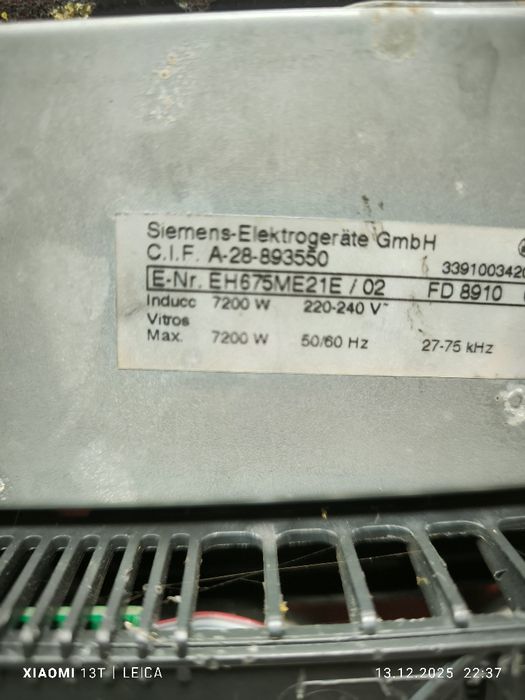 Siemens-Elektrogeräte GmbH
C.I.F. A-28-893550
3391003420
E-Nr. EH675ME21E / 02 FD 8910
Inducc 7200 W 220-240 V~
Vitros
Max. 7200 W 50/60 Hz 27-75 kHz
XIAOMI 13T | LEICA 13.12.2025 22:37